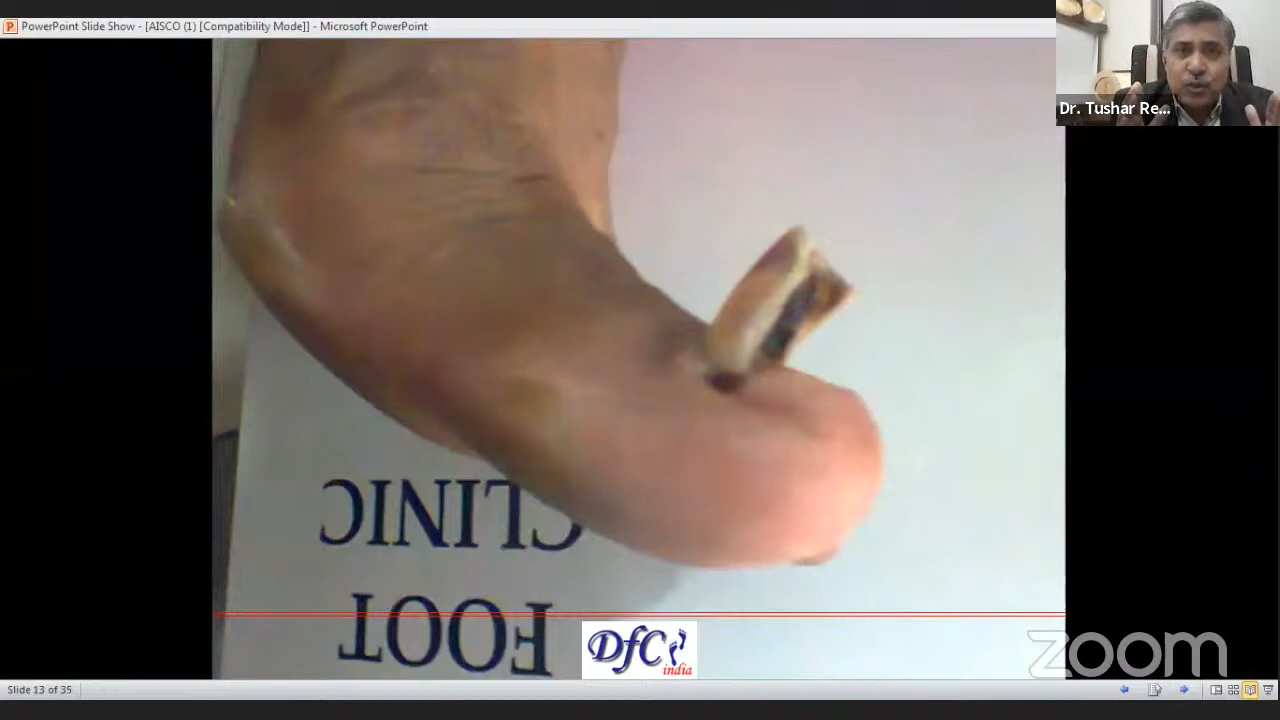 PowerPoint Slide Show - [AISCO (1) [Compatibility Mode]] - Microsoft PowerPoint
Dr. Tushar Re...
CLINIC
FOOT
DfC
india
zoom
Slide 13 of 35